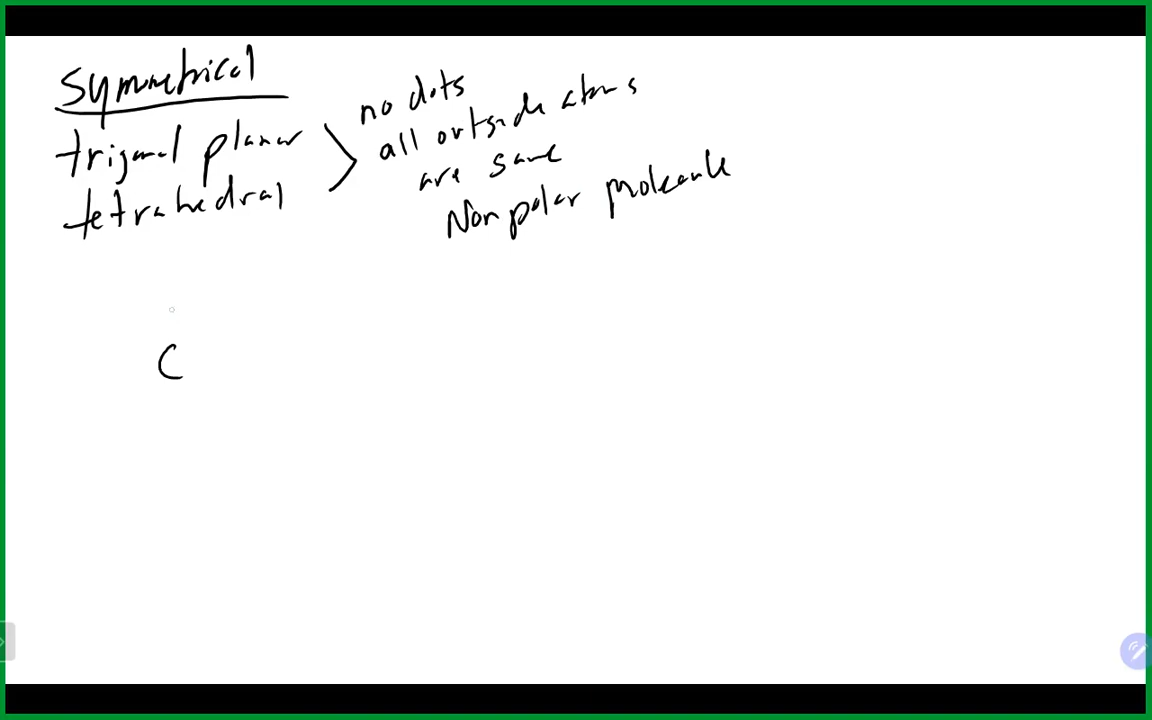 symmetrical
trigonal planar
tetrahedral
no dots
all outside atoms
are same
Nonpolar molecule
C